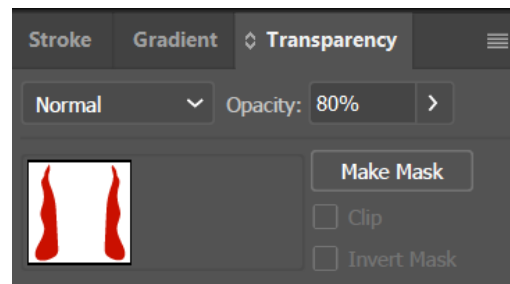 Stroke Gradient Transparency
Normal Opacity: 80%
Make Mask
Clip
Invert Mask